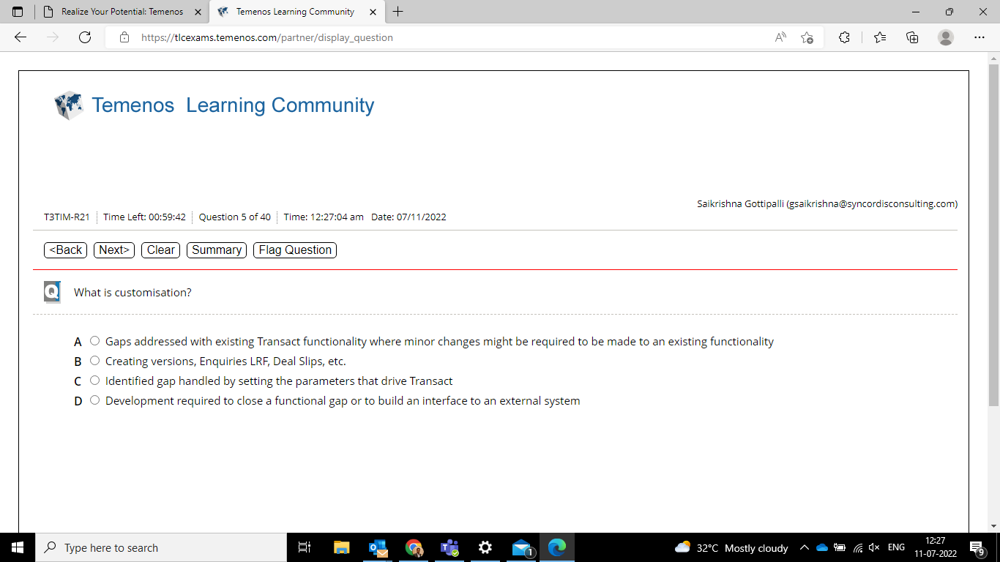 Realize Your Potential: Temenos
Temenos Learning Community
https://tlcexams.temenos.com/partner/display_question
Temenos Learning Community
Saikrishna Gottipalli (gsaikrishna@syncordisconsulting.com)
T3TIM-R21 Time Left: 00:59:42 Question 5 of 40 Time: 12:27:04 am Date: 07/11/2022
<Back Next> Clear Summary Flag Question
Q What is customisation?
A Gaps addressed with existing Transact functionality where minor changes might be required to be made to an existing functionality
B Creating versions, Enquiries LRF, Deal Slips, etc.
C Identified gap handled by setting the parameters that drive Transact
D Development required to close a functional gap or to build an interface to an external system
Type here to search
1
32°C Mostly cloudy
ENG
12:27
11-07-2022
9